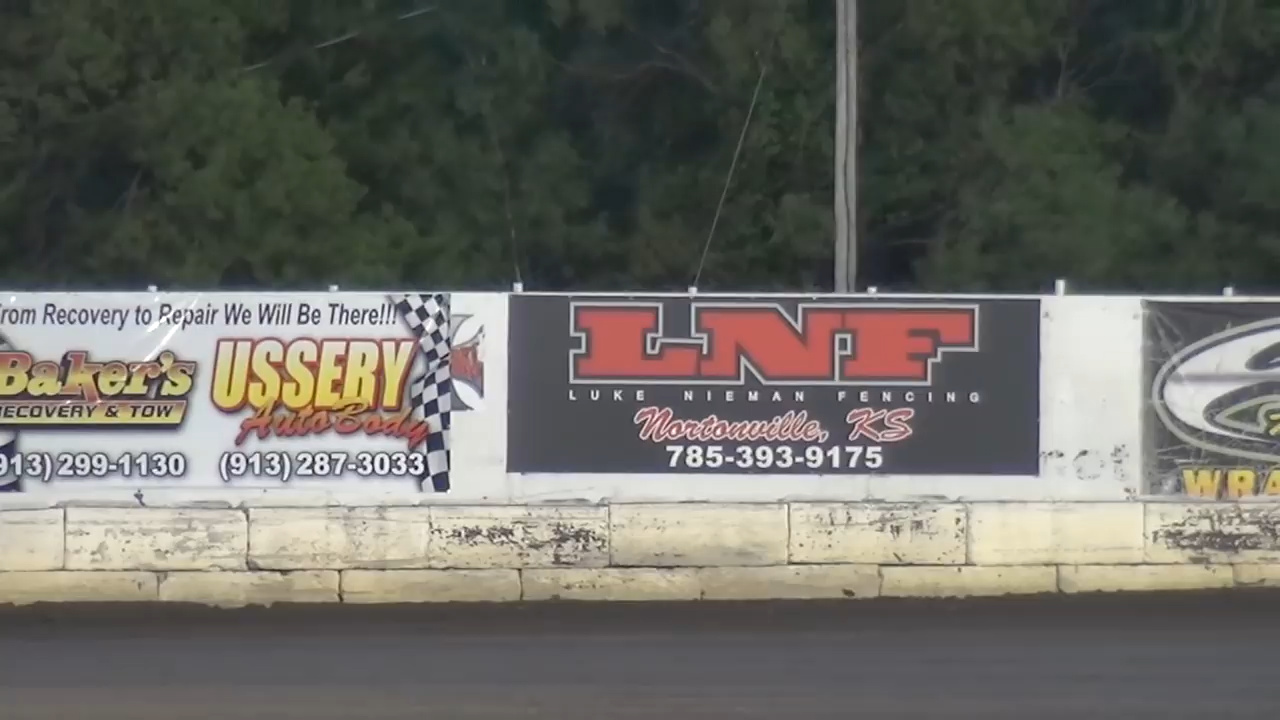 From Recovery to Repair We Will Be There!!!
Baker's
RECOVERY & TOW
913) 299-1130
USSERY
AutoBody
(913) 287-3033
LNF
LUKE NIEMAN FENCING
Nortonville, KS
785-393-9175
WRA